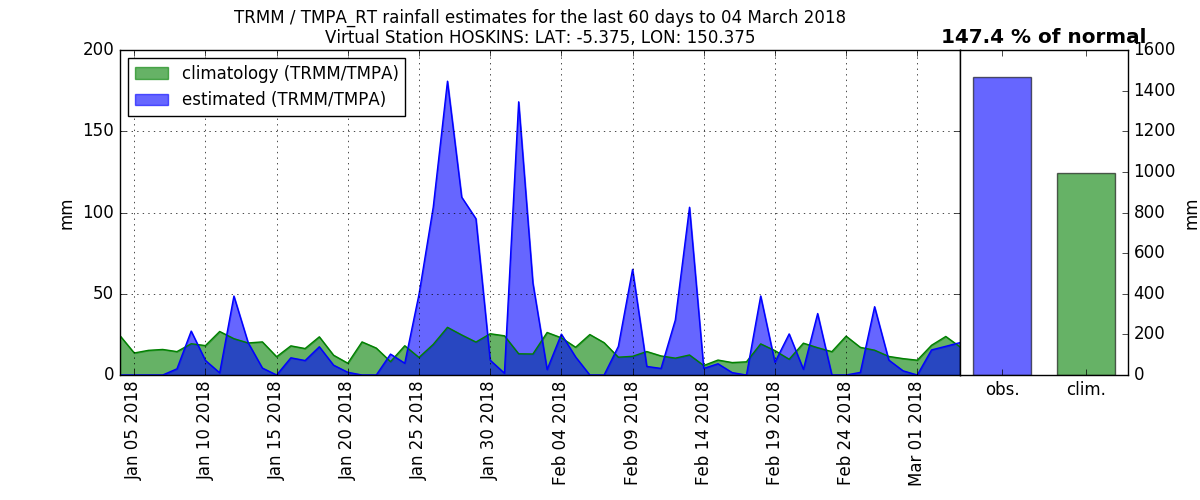 TRMM / TMPA_RT rainfall estimates for the last 60 days to 04 March 2018
Virtual Station HOSKINS: LAT: -5.375, LON: 150.375
147.4 % of normal
climatology (TRMM/TMPA)
estimated (TRMM/TMPA)
200
150
100
50
0
mm
1600
1400
1200
1000
800
600
400
200
0
mm
Jan 05 2018
Jan 10 2018
Jan 15 2018
Jan 20 2018
Jan 25 2018
Jan 30 2018
Feb 04 2018
Feb 09 2018
Feb 14 2018
Feb 19 2018
Feb 24 2018
Mar 01 2018
obs.
clim.